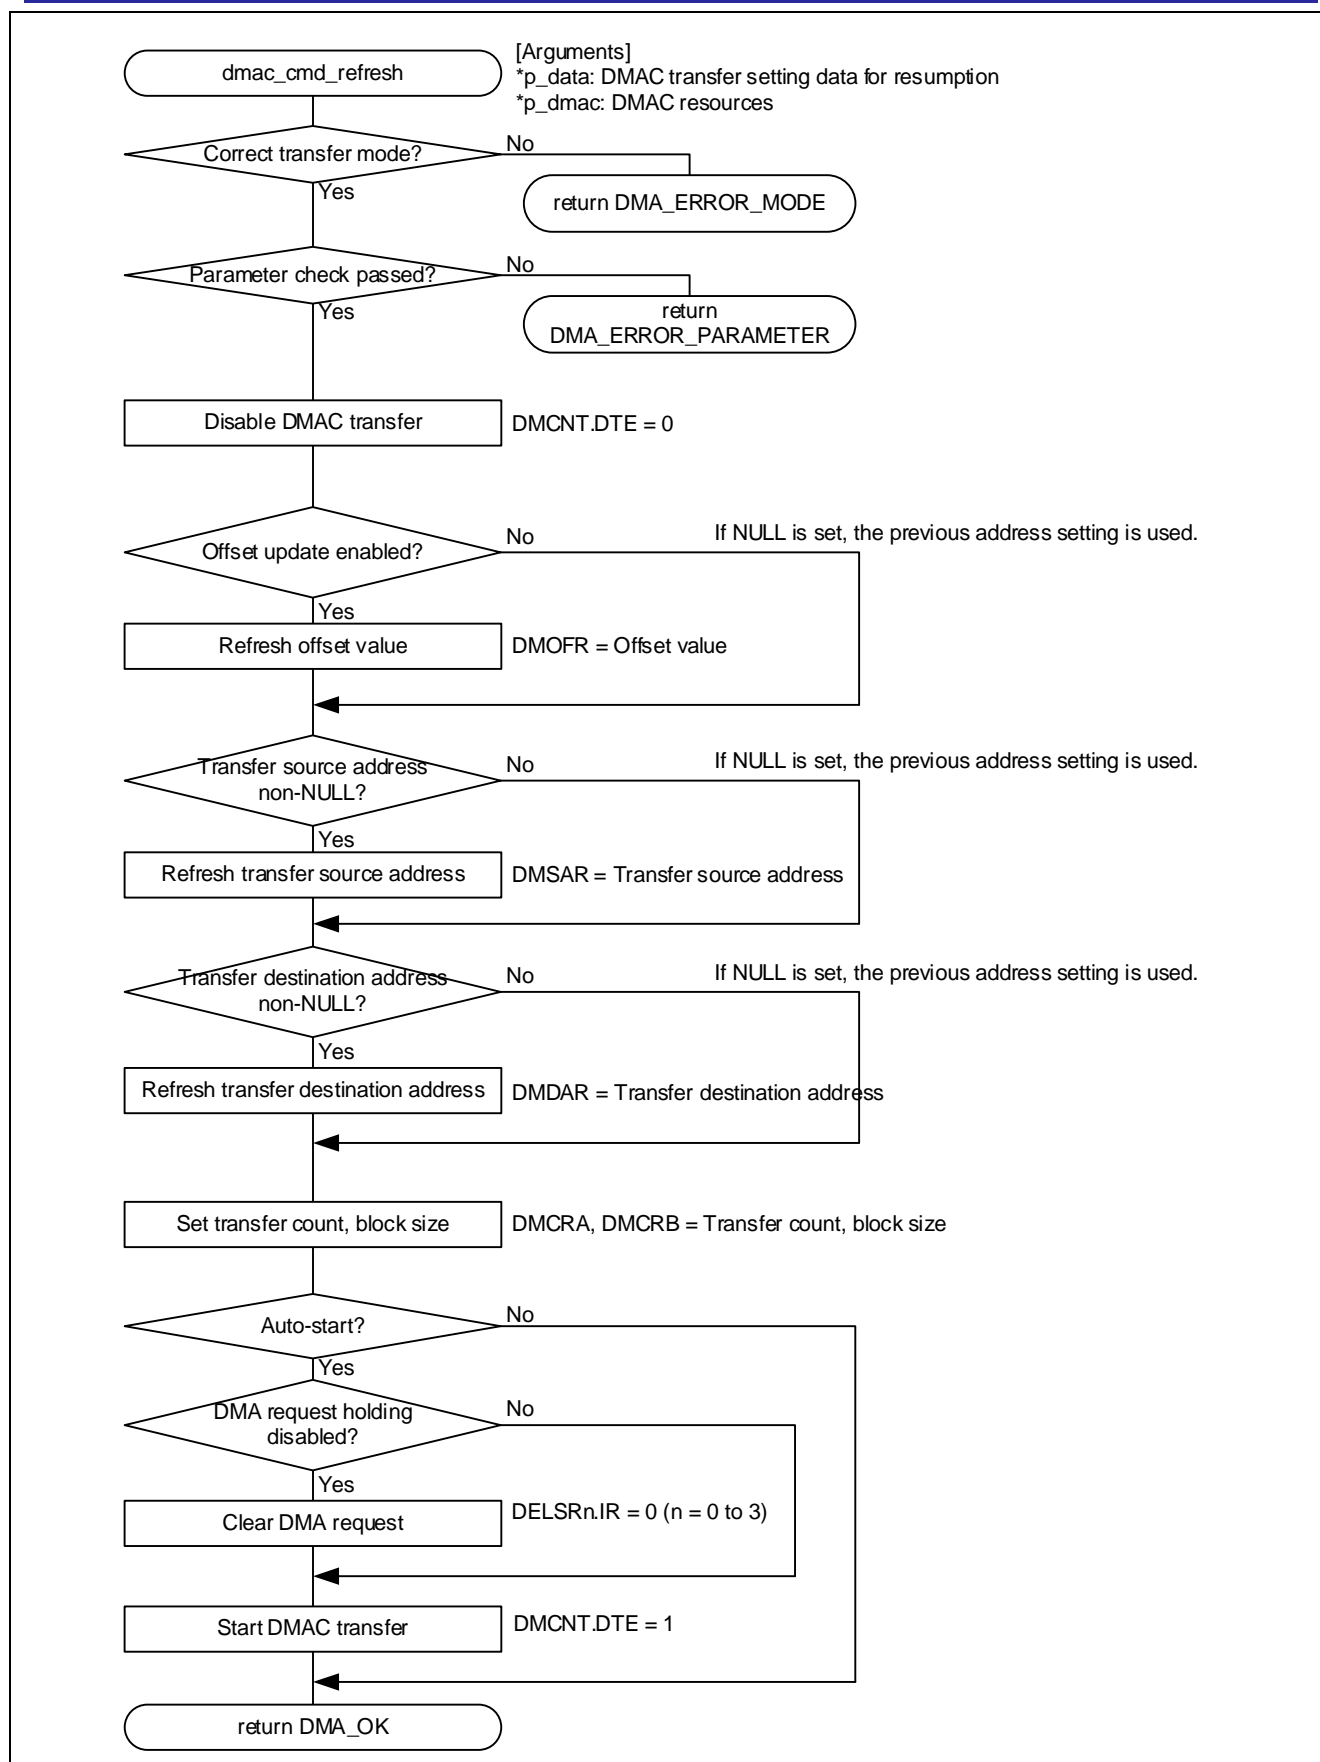 dmac_cmd_refresh
[Arguments]
*p_data: DMAC transfer setting data for resumption
*p_dmac: DMAC resources
Correct transfer mode?
No
Yes
return DMA_ERROR_MODE
Parameter check passed?
No
Yes
return
DMA_ERROR_PARAMETER
Disable DMAC transfer
DMCNT.DTE = 0
Offset update enabled?
No
If NULL is set, the previous address setting is used.
Yes
Refresh offset value
DMOFR = Offset value
Transfer source address
non-NULL?
No
If NULL is set, the previous address setting is used.
Yes
Refresh transfer source address
DMSAR = Transfer source address
Transfer destination address
non-NULL?
No
If NULL is set, the previous address setting is used.
Yes
Refresh transfer destination address
DMDAR = Transfer destination address
Set transfer count, block size
DMCRA, DMCRB = Transfer count, block size
Auto-start?
No
Yes
DMA request holding
disabled?
No
Yes
Clear DMA request
DELSRn.IR = 0 (n = 0 to 3)
Start DMAC transfer
DMCNT.DTE = 1
return DMA_OK